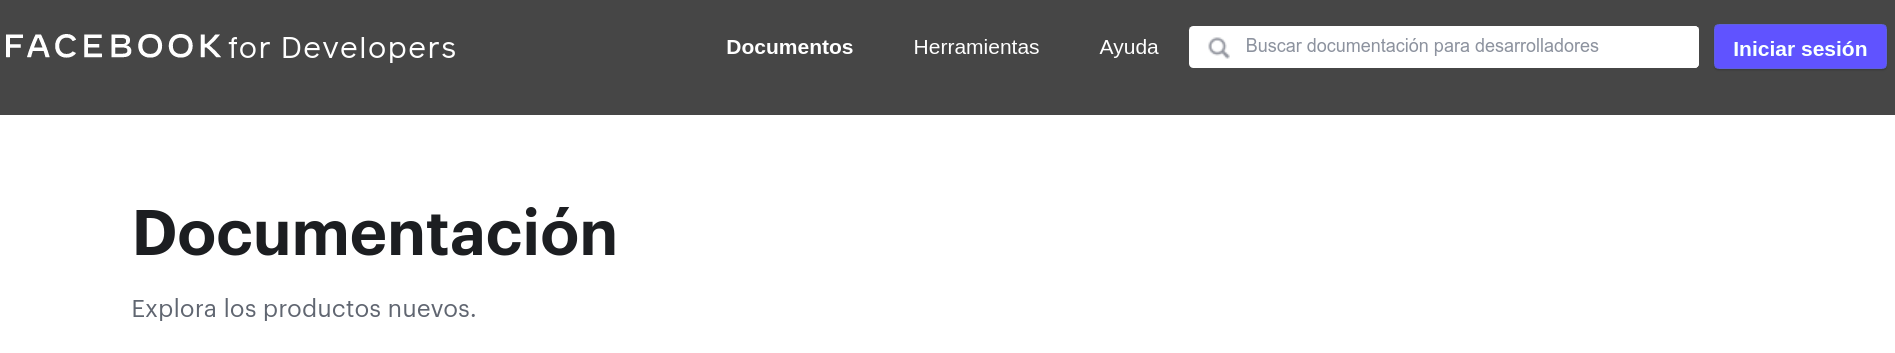 FACEBOOK for Developers
Documentos
Herramientas
Ayuda
Buscar documentación para desarrolladores
Iniciar sesión
Documentación
Explora los productos nuevos.